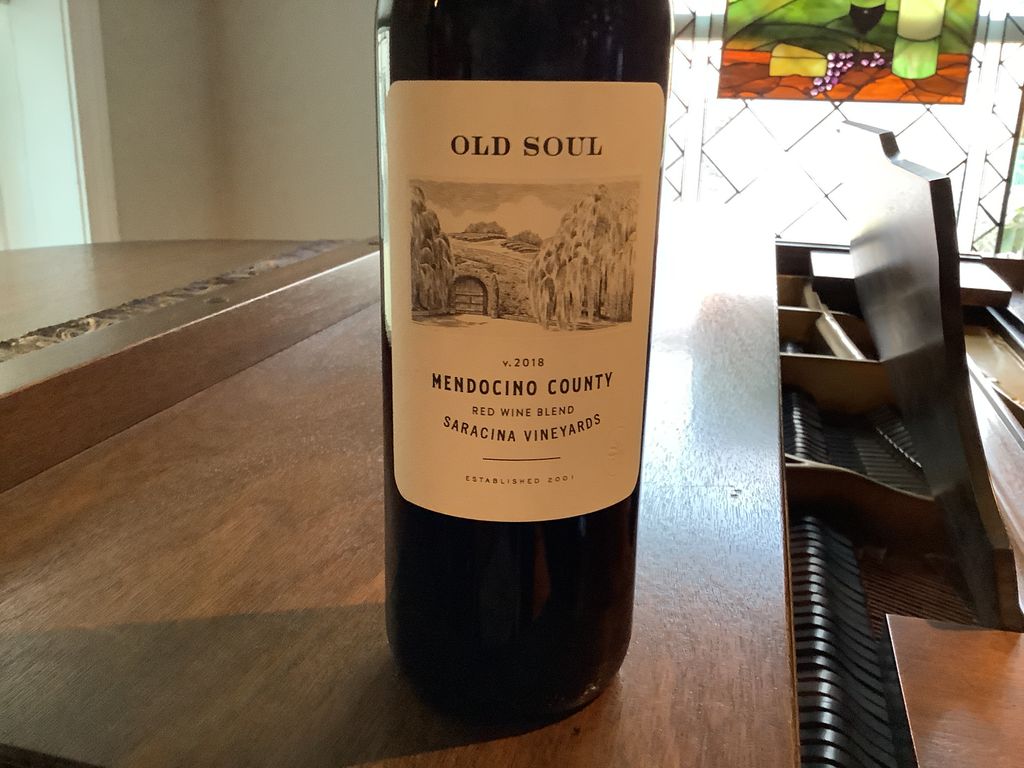 OLD SOUL
v.2018
MENDOCINO COUNTY
RED WINE BLEND
SARACINA VINEYARDS
ESTABLISHED 2001